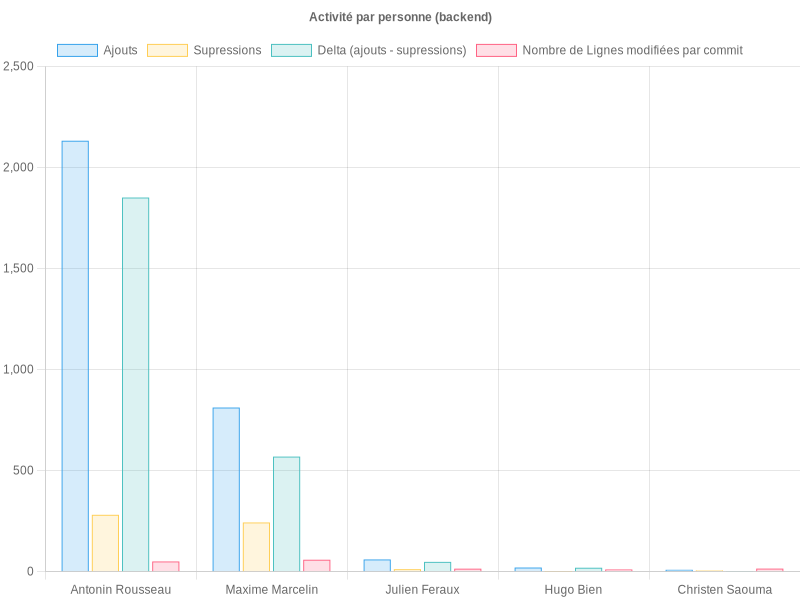 Activité par personne (backend)
Ajouts Supressions Delta (ajouts - supressions) Nombre de Lignes modifiées par commit
2,500
2,000
1,500
1,000
500
0
Antonin Rousseau Maxime Marcelin Julien Feraux Hugo Bien Christen Saouma